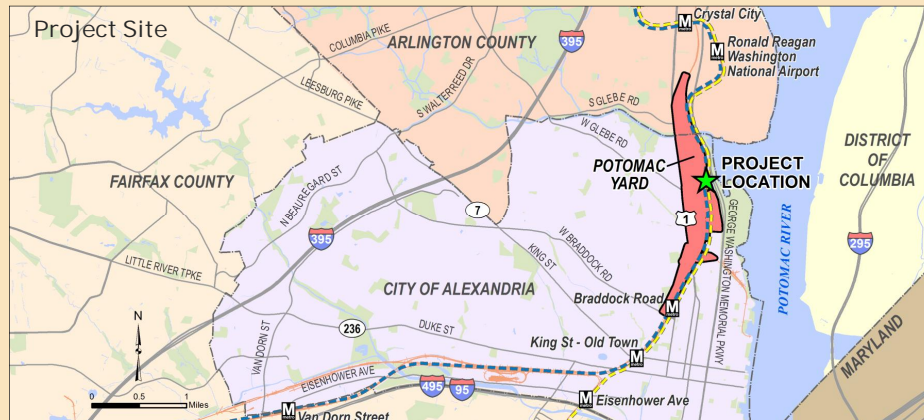 Project Site
COLUMBIA PIKE
ARLINGTON COUNTY
395
Crystal City
M
M
Ronald Reagan
Washington
National Airport
LEESBURG PIKE
S WALTER REED DR
S GLEBE RD
W GLEBE RD
POTOMAC
YARD
PROJECT
LOCATION
DISTRICT
OF
COLUMBIA
FAIRFAX COUNTY
N BEAUREGARD ST
7
1
395
KING ST
W BRADDOCK RD
GEORGE WASHINGTON MEMORIAL PKWY
POTOMAC RIVER
295
LITTLE RIVER TPKE
CITY OF ALEXANDRIA
Braddock Road
M
N
236
DUKE ST
King St - Old Town
M
MARYLAND
VAN DORN ST
EISENHOWER AVE
495
95
M
Eisenhower Ave
0
0.5
1
Miles
M
Van Dorn Street